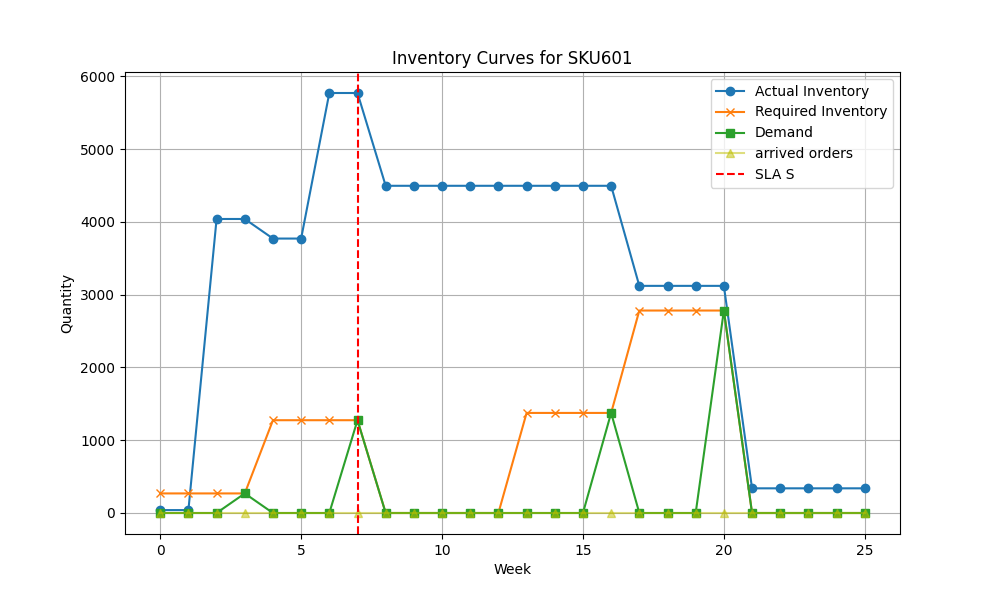 Inventory Curves for SKU601
Actual Inventory
Required Inventory
Demand
arrived orders
SLA S
Quantity
6000
5000
4000
3000
2000
1000
0
0 5 10 15 20 25
Week